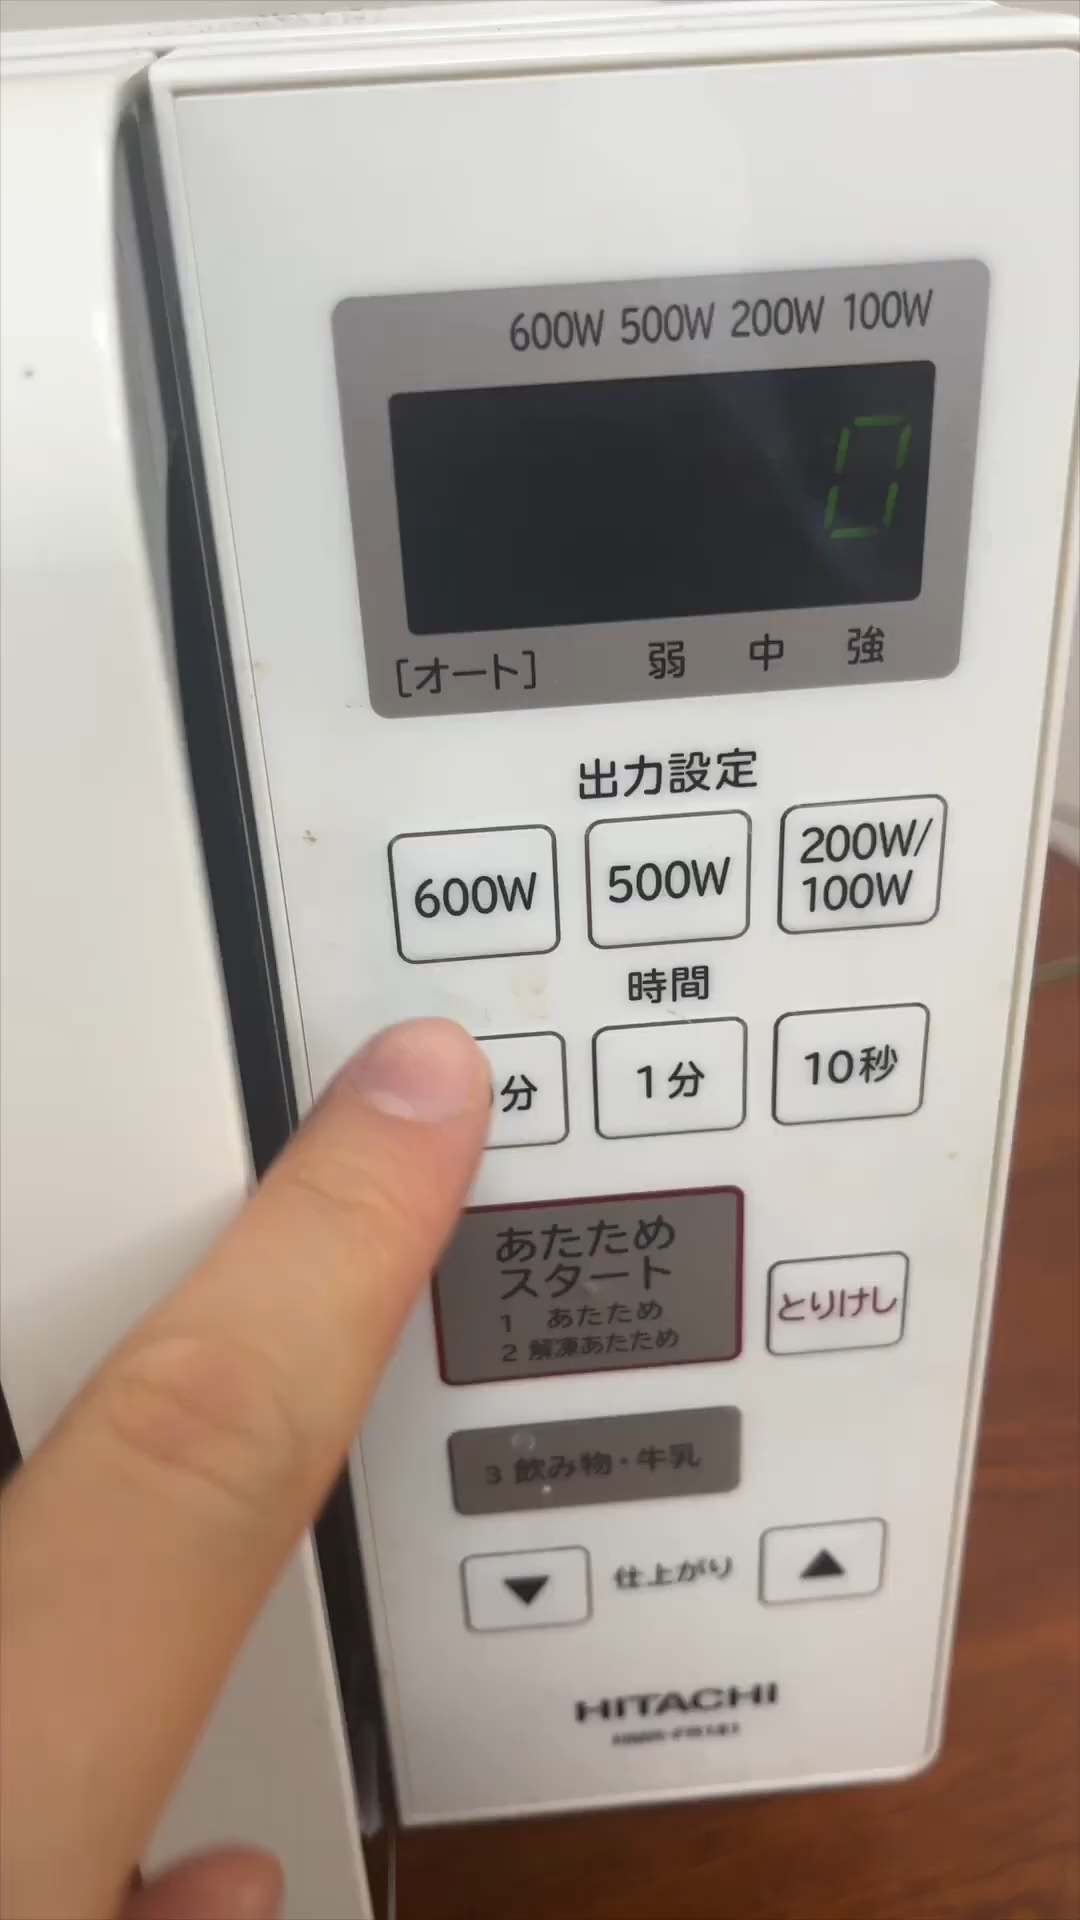 600W 500W 200W 100W
0
[オート] 弱 中 強
出力設定
600W 500W 200W/
100W
時間
分 1分 10秒
あたため
スタート
1 あたため
2 解凍あたため
とりけし
3 飲み物・牛乳
▼ 仕上がり ▲
HITACHI